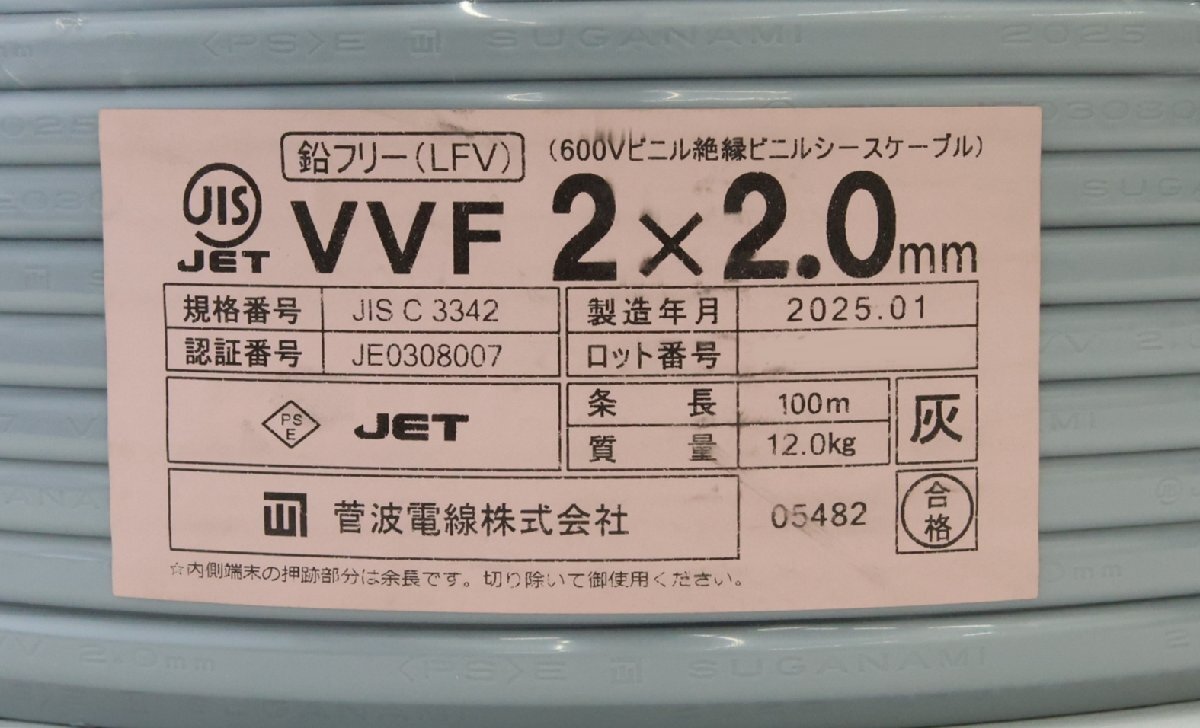 <PS>E SUGANAMI 2025
鉛フリー(LFV) (600Vビニル絶縁ビニルシースケーブル)
JIS
JET
VVF 2×2.0mm
規格番号 JIS C 3342 製造年月 2025.01
認証番号 JE0308007 ロット番号
PS
E
JET
条 長 100m 灰
質 量 12.0kg
菅波電線株式会社 05482 合格
☆内側端末の押跡部分は余長です。切り除いて御使用ください。
2.0mm <PS>E SUGANAMI